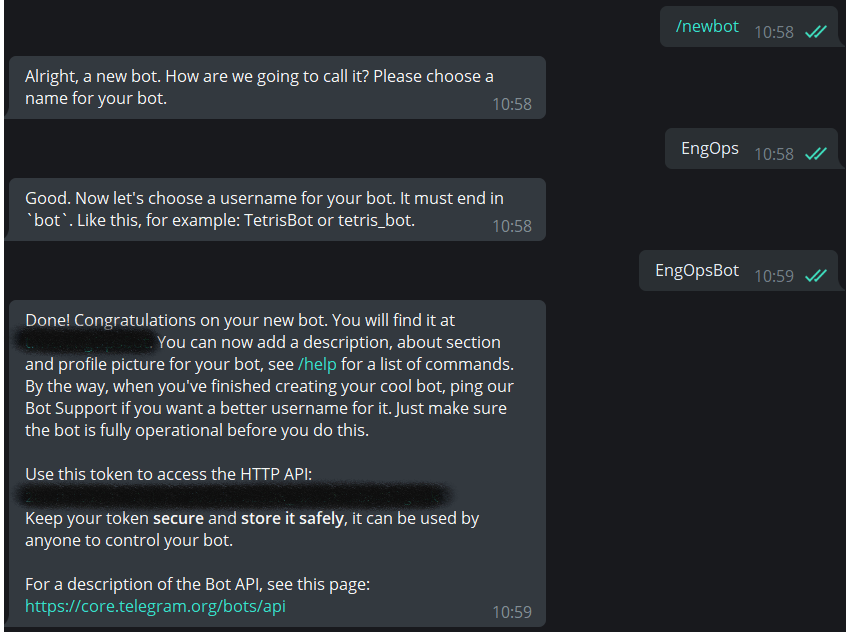 /newbot 10:58
Alright, a new bot. How are we going to call it? Please choose a
name for your bot.
10:58
EngOps 10:58
Good. Now let's choose a username for your bot. It must end in
`bot`. Like this, for example: TetrisBot or tetris_bot.
10:58
EngOpsBot 10:59
Done! Congratulations on your new bot. You will find it at
You can now add a description, about section
and profile picture for your bot, see /help for a list of commands.
By the way, when you've finished creating your cool bot, ping our
Bot Support if you want a better username for it. Just make sure
the bot is fully operational before you do this.
Use this token to access the HTTP API:
Keep your token secure and store it safely, it can be used by
anyone to control your bot.
For a description of the Bot API, see this page:
https://core.telegram.org/bots/api
10:59